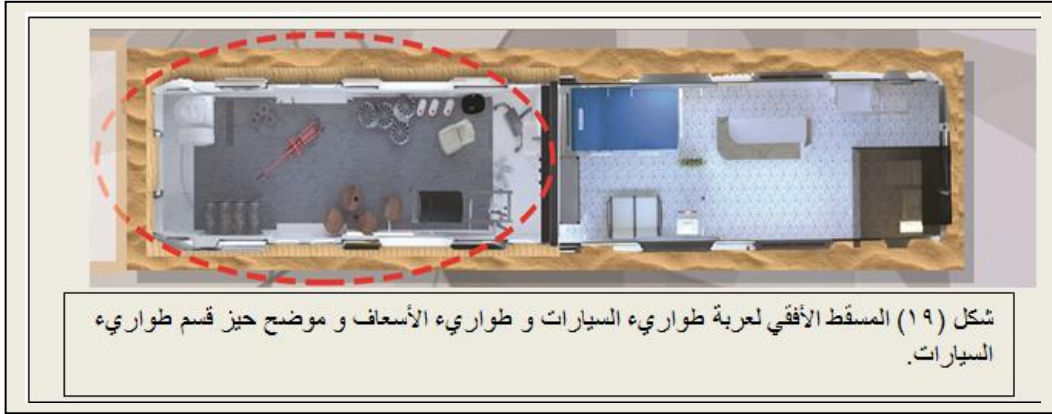 شكل (١٩) المسقط الأفقي لعربة طواريء السيارات و طواريء الأسعاف و موضح حيز قسم طواريء
السيارات.